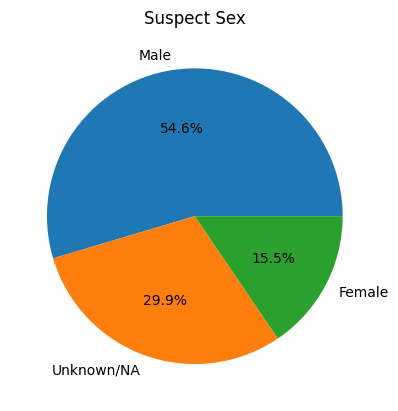 Suspect Sex
Male
54.6%
15.5%
29.9%
Female
Unknown/NA